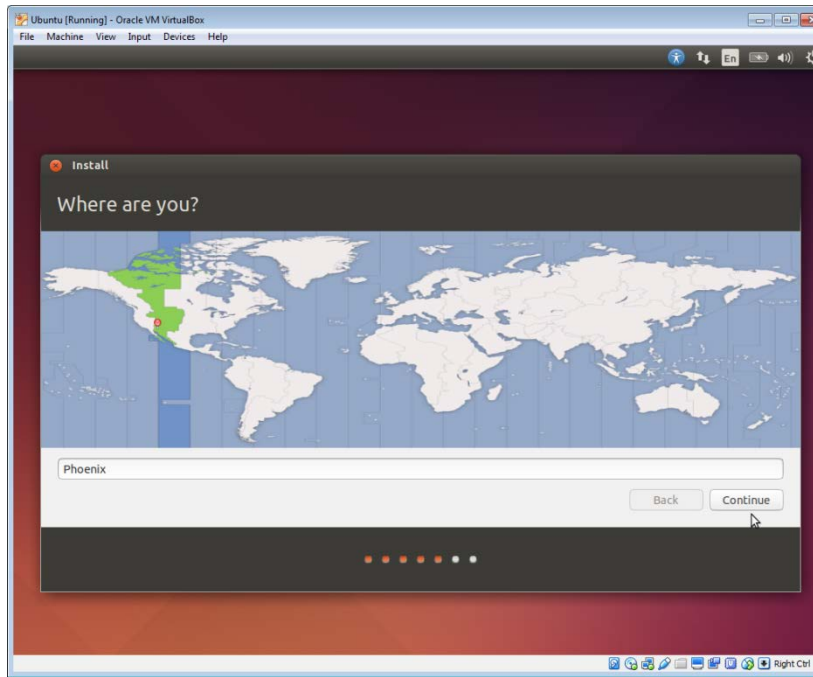 Ubuntu [Running] - Oracle VM VirtualBox
File Machine View Input Devices Help
En
Install
Where are you?
Phoenix
Back Continue
Right Ctrl